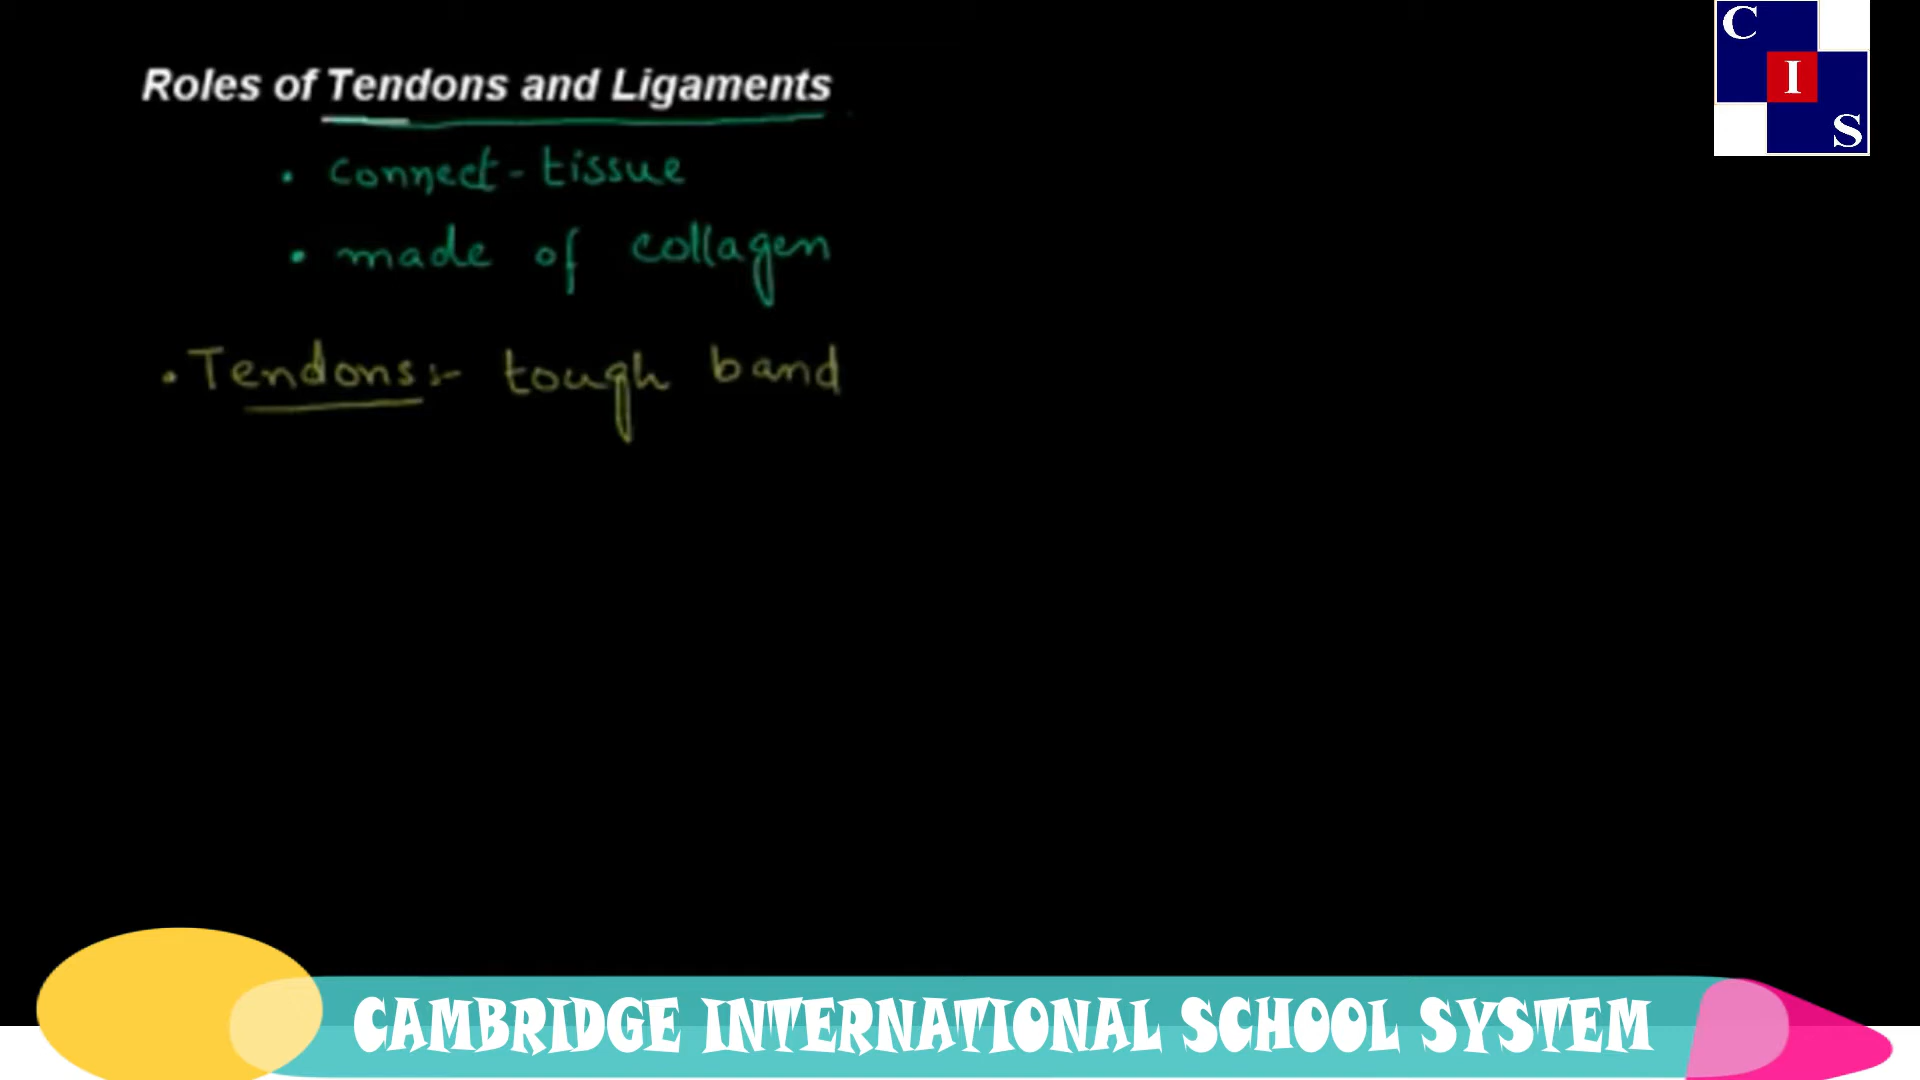 C
I
S
Roles of Tendons and Ligaments
• connect-tissue
• made of collagen
• Tendons:- tough band
CAMBRIDGE INTERNATIONAL SCHOOL SYSTEM